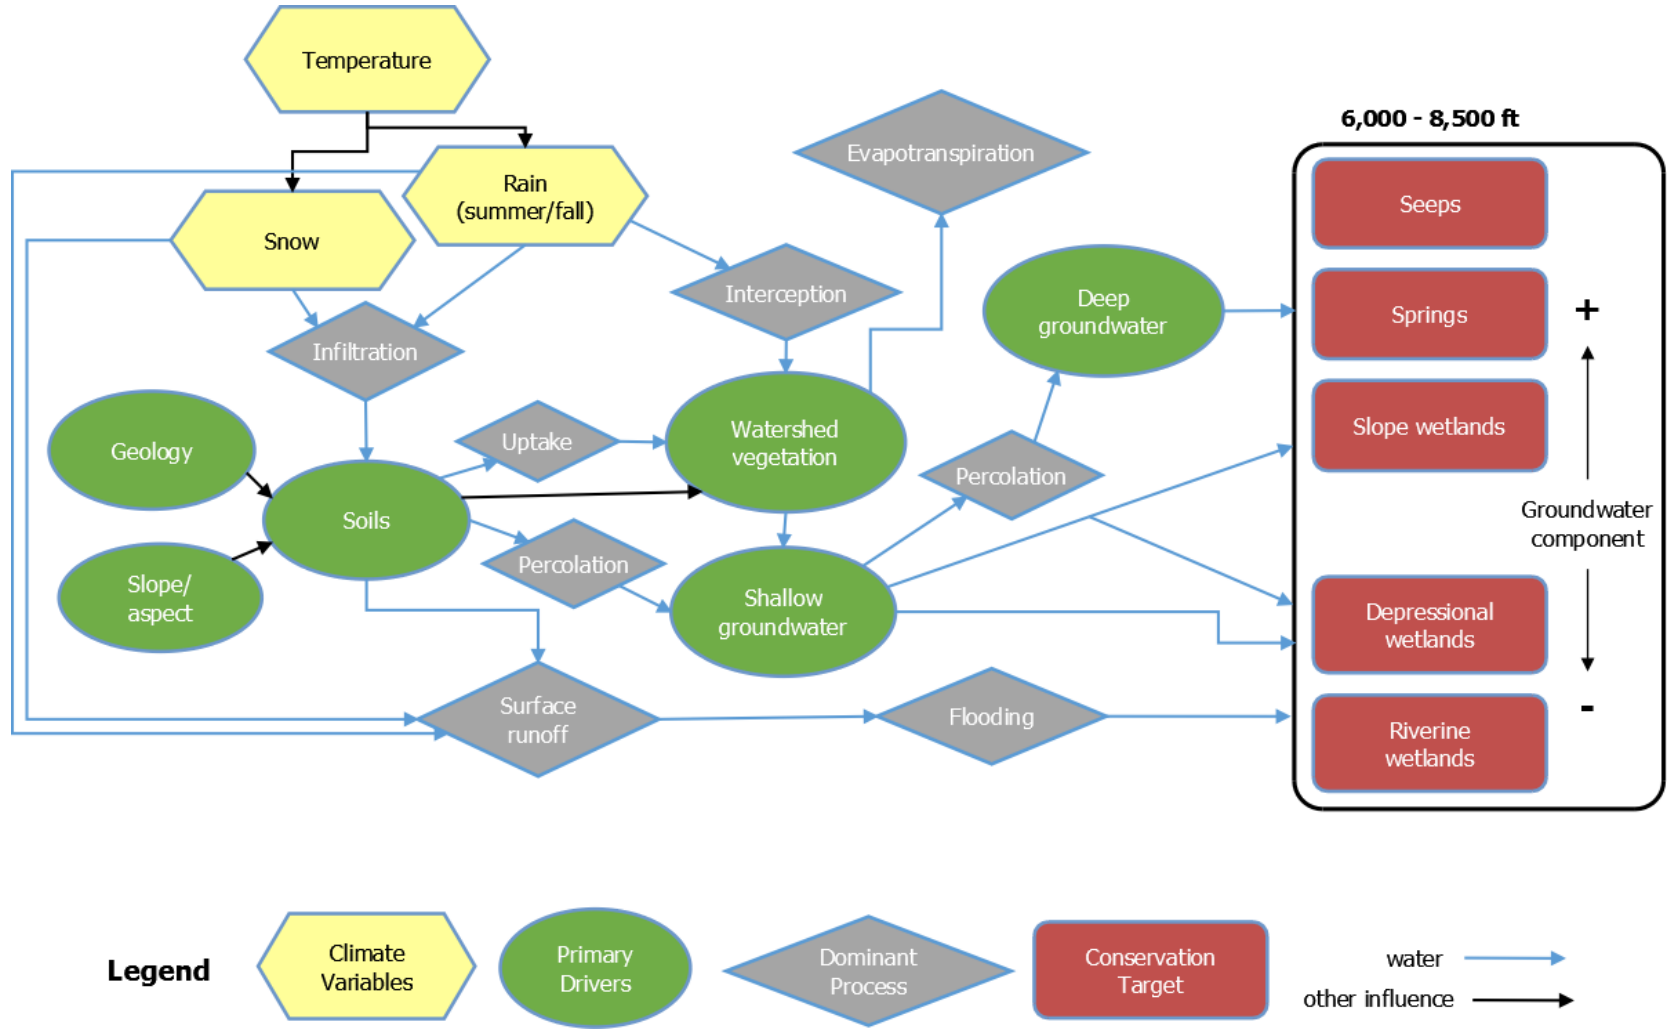 Temperature
6,000 - 8,500 ft
Evapotranspiration
Rain
(summer/fall)
Seeps
Snow
Interception
Deep
groundwater
Springs
+
Infiltration
Watershed
vegetation
Slope wetlands
Uptake
Geology
Percolation
Soils
Groundwater
component
Percolation
Slope/
aspect
Shallow
groundwater
Depressional
wetlands
Surface
runoff
Flooding
-
Riverine
wetlands
Legend
Climate
Variables
Primary
Drivers
Dominant
Process
Conservation
Target
water
other influence